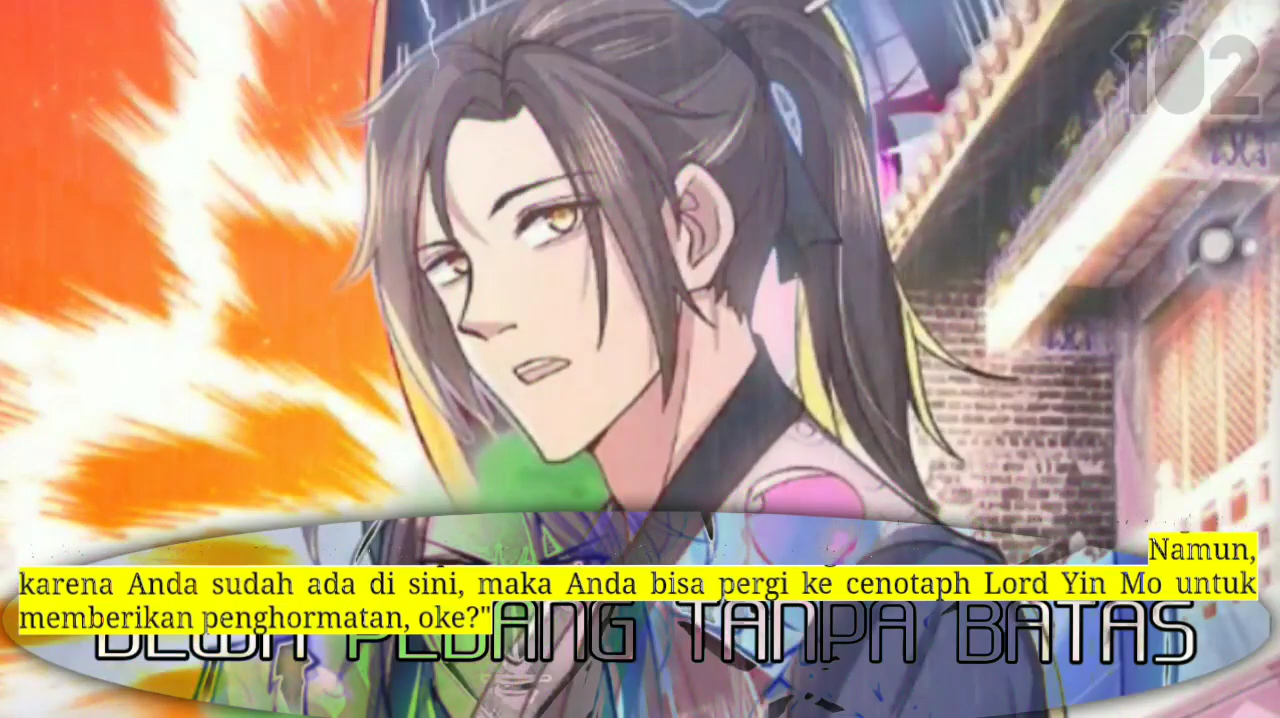 102
Namun,
karena Anda sudah ada di sini, maka Anda bisa pergi ke cenotaph Lord Yin Mo untuk
memberikan penghormatan, oke?"
DEWA PEDANG TANPA BATAS